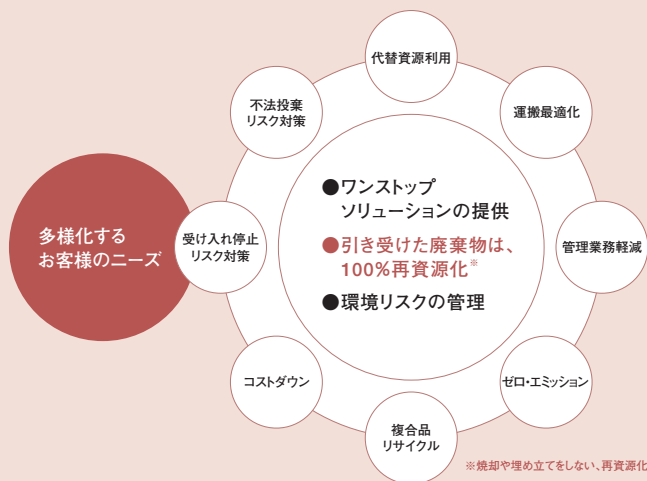 多様化する
お客様のニーズ
代替資源利用
運搬最適化
管理業務軽減
ゼロ・エミッション
複合品
リサイクル
コストダウン
受け入れ停止
リスク対策
不法投棄
リスク対策
●ワンストップ
ソリューションの提供
●引き受けた廃棄物は、
100%再資源化※
●環境リスクの管理
※焼却や埋め立てをしない、再資源化